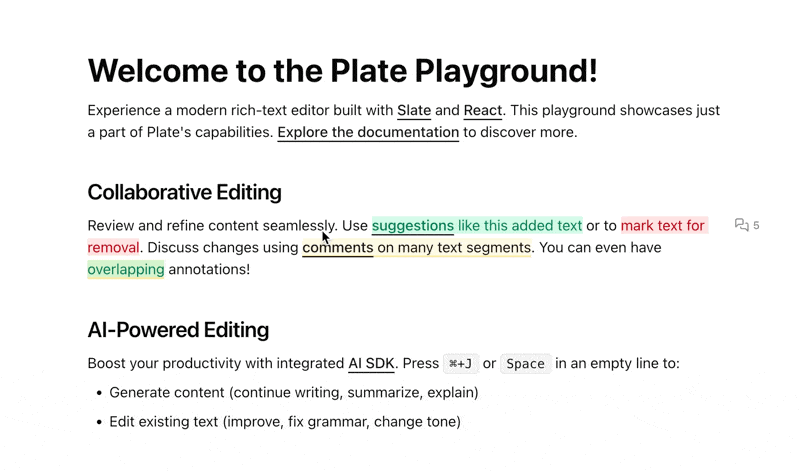 Welcome to the Plate Playground!
Experience a modern rich-text editor built with Slate and React. This playground showcases just
a part of Plate's capabilities. Explore the documentation to discover more.
Collaborative Editing
Review and refine content seamlessly. Use suggestions like this added text or to mark text for
removal. Discuss changes using comments on many text segments. You can even have
overlapping annotations!
5
AI-Powered Editing
Boost your productivity with integrated AI SDK. Press ⌘+J or Space in an empty line to:
• Generate content (continue writing, summarize, explain)
• Edit existing text (improve, fix grammar, change tone)